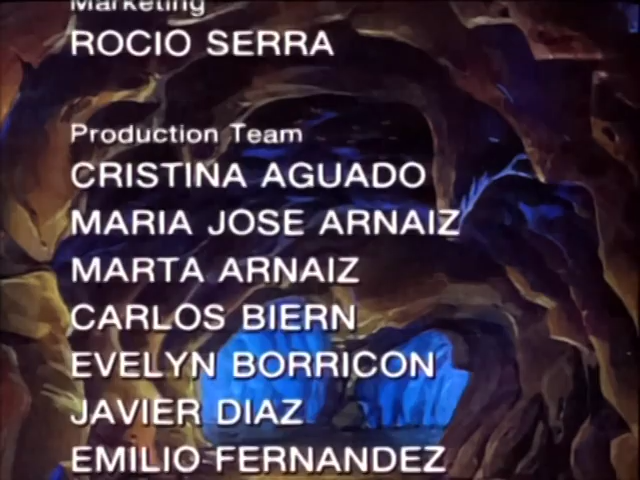 Marketing
ROCIO SERRA
Production Team
CRISTINA AGUADO
MARIA JOSE ARNAIZ
MARTA ARNAIZ
CARLOS BIERN
EVELYN BORRICON
JAVIER DIAZ
EMILIO FERNANDEZ